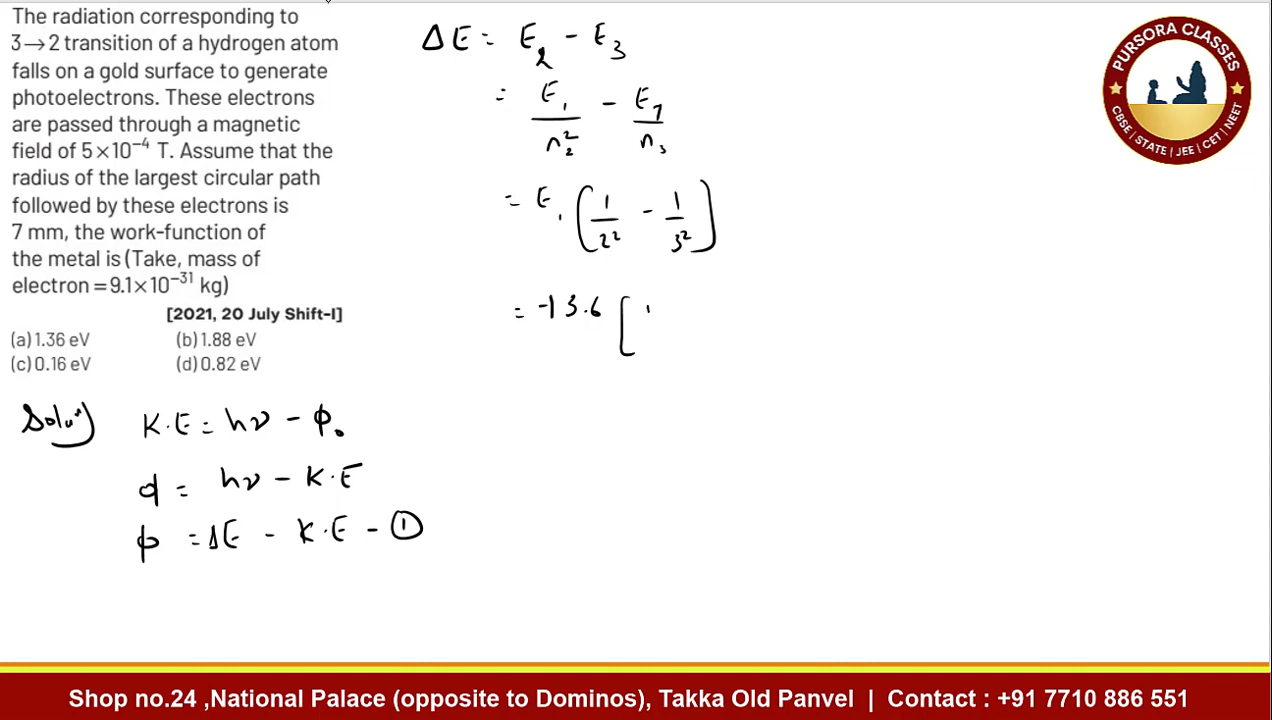 The radiation corresponding to
3→2 transition of a hydrogen atom
falls on a gold surface to generate
photoelectrons. These electrons
are passed through a magnetic
field of 5×10⁻⁴ T. Assume that the
radius of the largest circular path
followed by these electrons is
7 mm, the work-function of
the metal is (Take, mass of
electron = 9.1×10⁻³¹ kg)
[2021, 20 July Shift-I]
(a) 1.36 eV (b) 1.88 eV
(c) 0.16 eV (d) 0.82 eV
K.E = hν - ϕ₀
ϕ = hν - K.E
ϕ = ΔE - K.E - ①
ΔE = E₂ - E₃
= E₁/n₂² - E₁/n₃
= E₁ (1/2² - 1/3²)
= -13.6 [
PURSORA CLASSES
CBSE | STATE | JEE | CET | NEET
Shop no.24 ,National Palace (opposite to Dominos), Takka Old Panvel | Contact : +91 7710 886 551